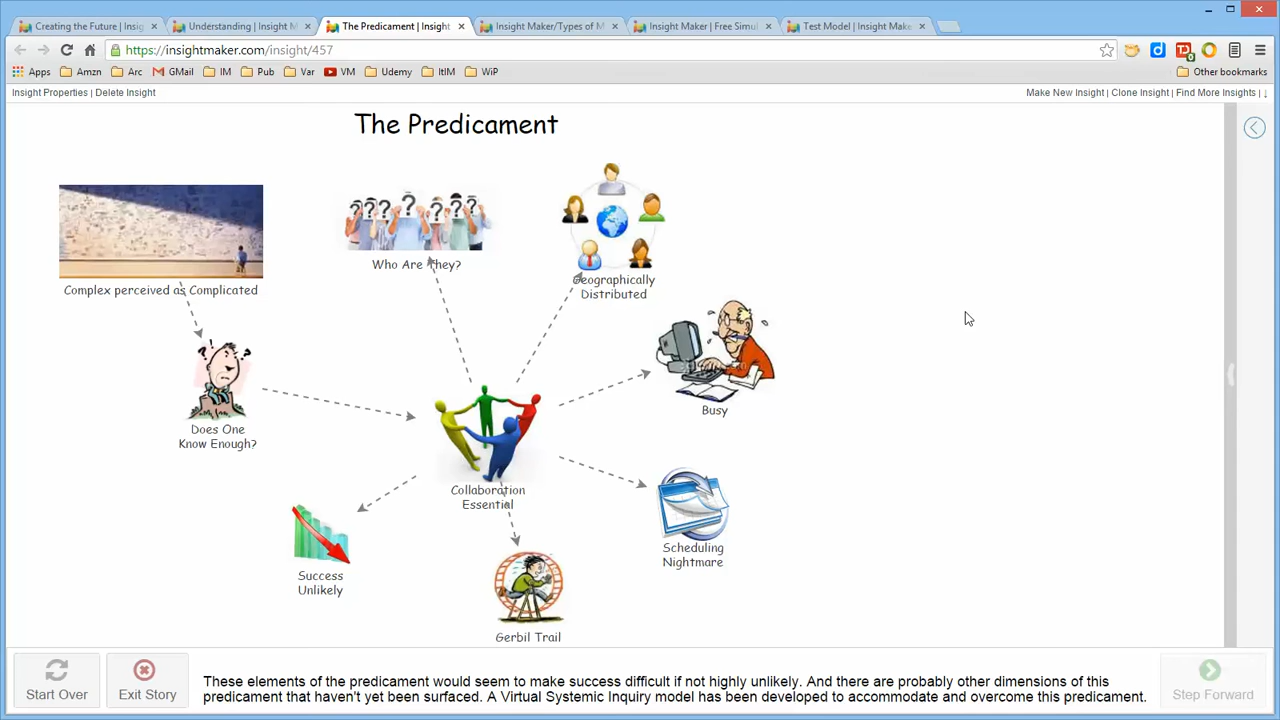 Creating the Future | Insig
Understanding | Insight M
The Predicament | Insight
Insight Maker/Types of M
Insight Maker | Free Simul
Test Model | Insight Make
https://insightmaker.com/insight/457
Apps
Amzn
Arc
GMail
IM
Pub
Var
VM
Udemy
ItIM
WiP
Other bookmarks
Insight Properties | Delete Insight
Make New Insight | Clone Insight | Find More Insights | ↓
The Predicament
Complex perceived as Complicated
? ? ? ? ? ? ?
Who Are They?
Geographically
Distributed
Busy
Does One
Know Enough?
Collaboration
Essential
Scheduling
Nightmare
Success
Unlikely
Gerbil Trail
Start Over
Exit Story
These elements of the predicament would seem to make success difficult if not highly unlikely. And there are probably other dimensions of this
predicament that haven't yet been surfaced. A Virtual Systemic Inquiry model has been developed to accommodate and overcome this predicament.
Step Forward